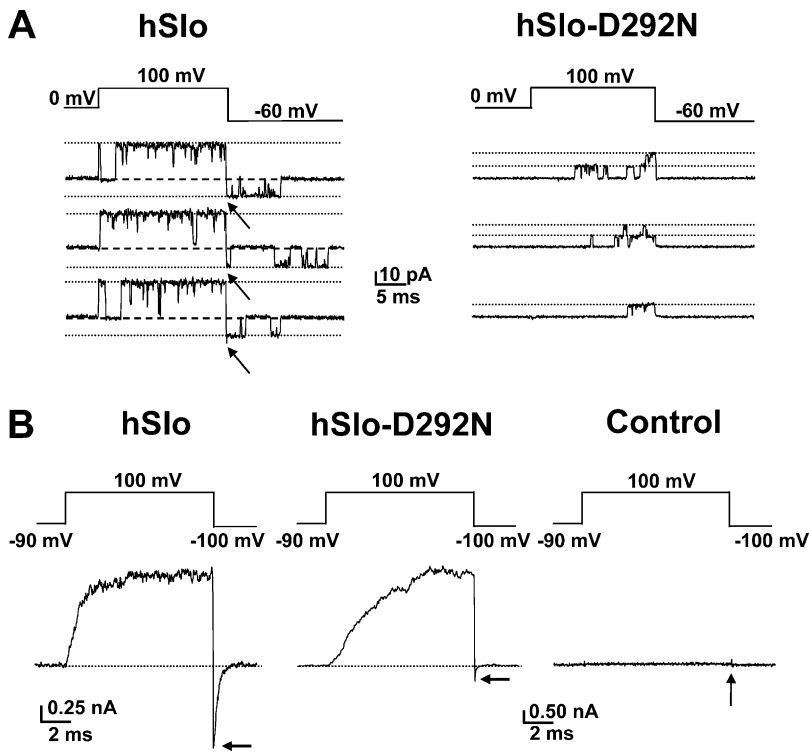 A
hSlo
hSlo-D292N
100 mV
0 mV
-60 mV
100 mV
0 mV
-60 mV
10 pA
5 ms
B
hSlo
hSlo-D292N
Control
100 mV
-90 mV
-100 mV
100 mV
-90 mV
-100 mV
100 mV
-90 mV
-100 mV
0.25 nA
2 ms
0.50 nA
2 ms